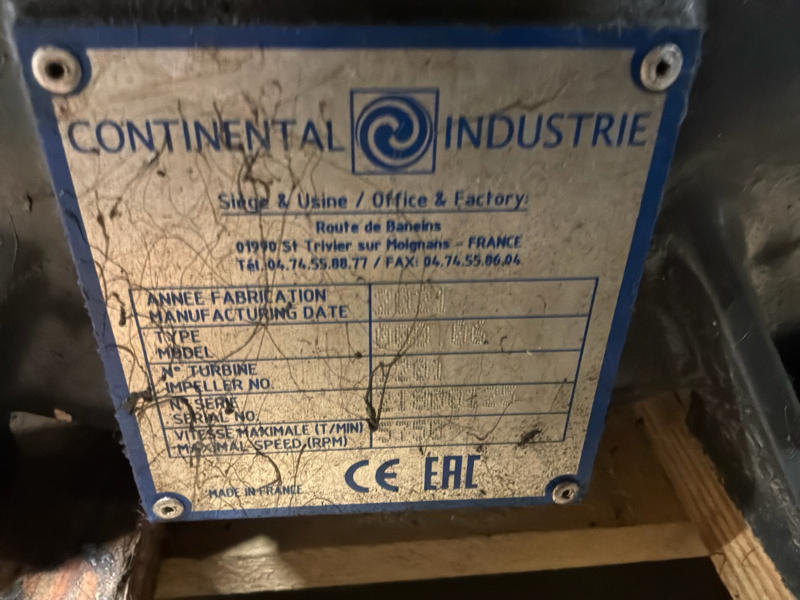 CONTINENTAL INDUSTRIE
Siège & Usine / Office & Factory:
Route de Baneins
01990 St Trivier sur Moignans - FRANCE
Tél. 04.74.55.88.77 / FAX: 04.74.55.86.04
ANNEE FABRICATION
MANUFACTURING DATE
TYPE
MODEL
N° TURBINE
IMPELLER NO.
N° SERIE
SERIAL NO.
VITESSE MAXIMALE (T/MIN)
MAXIMAL SPEED (RPM)
MADE IN FRANCE CE EAC